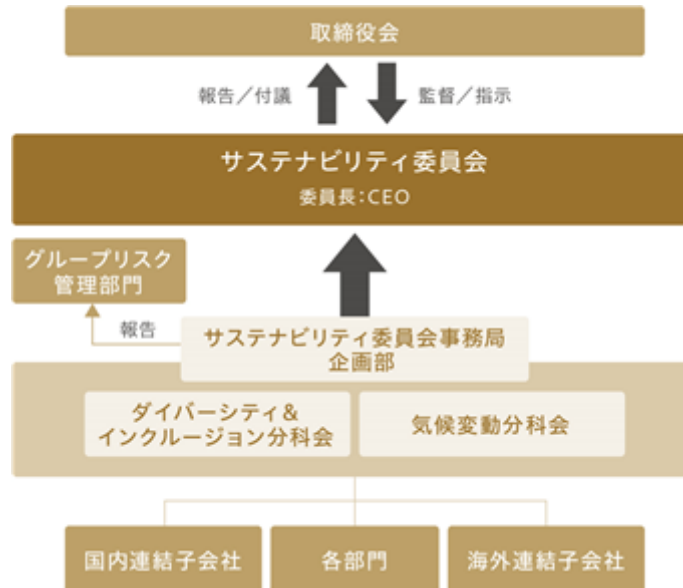 取締役会
報告／付議
監督／指示
サステナビリティ委員会
委員長：CEO
グループリスク
管理部門
報告
サステナビリティ委員会事務局
企画部
ダイバーシティ＆
インクルージョン分科会
気候変動分科会
国内連結子会社
各部門
海外連結子会社